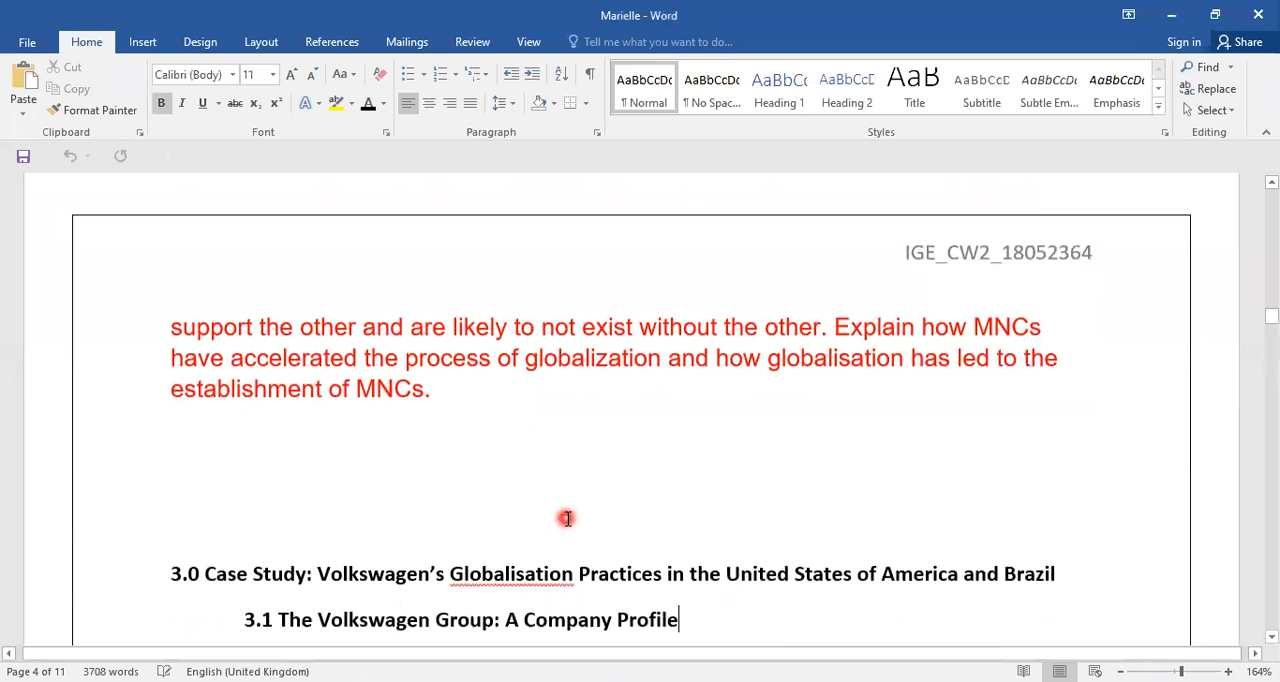 Marielle - Word
File Home Insert Design Layout References Mailings Review View Tell me what you want to do... Sign in Share
Paste
Cut
Copy
Format Painter
Clipboard
Calibri (Body) 11
Font
Paragraph
AaBbCcDc AaBbCcDc AaBbCc AaBbCcD AaB AaBbCcD AaBbCcDc AaBbCcDc
¶ Normal ¶ No Spac... Heading 1 Heading 2 Title Subtitle Subtle Em... Emphasis
Styles
Find
Replace
Select
Editing
IGE_CW2_18052364
support the other and are likely to not exist without the other. Explain how MNCs
have accelerated the process of globalization and how globalisation has led to the
establishment of MNCs.
3.0 Case Study: Volkswagen’s Globalisation Practices in the United States of America and Brazil
3.1 The Volkswagen Group: A Company Profile
Page 4 of 11 3708 words English (United Kingdom) 164%